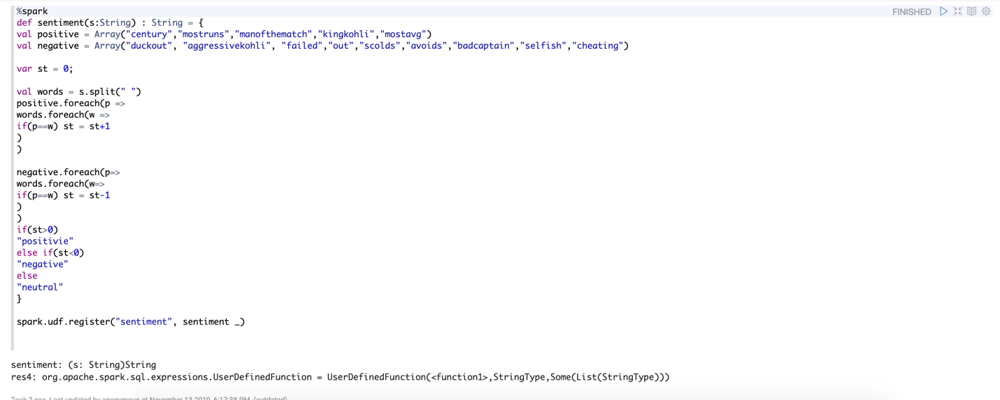 %spark
FINISHED
def sentiment(s:String) : String = {
val positive = Array("century","mostruns","manofthematch","kingkohli","mostavg")
val negative = Array("duckout", "aggressivekohli", "failed","out","scolds","avoids","badcaptain","selfish","cheating")
var st = 0;
val words = s.split(" ")
positive.foreach(p =>
words.foreach(w =>
if(p==w) st = st+1
)
)
negative.foreach(p=>
words.foreach(w=>
if(p==w) st = st-1
)
)
if(st>0)
"positivie"
else if(st<0)
"negative"
else
"neutral"
}
spark.udf.register("sentiment", sentiment _)
sentiment: (s: String)String
res4: org.apache.spark.sql.expressions.UserDefinedFunction = UserDefinedFunction(<function1>,StringType,Some(List(StringType)))
Took 2 sec. Last updated by anonymous at November 13 2019, 6:17:38 PM. (outdated)